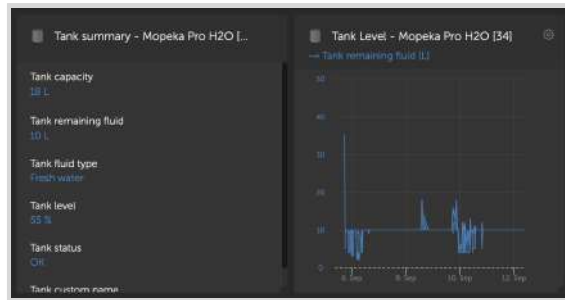 Tank summary - Mopeka Pro H2O [...
Tank capacity
18 L
Tank remaining fluid
10 L
Tank fluid type
Fresh water
Tank level
55 %
Tank status
OK
Tank custom name
Tank Level - Mopeka Pro H2O [34]
Tank remaining fluid [L]
50
40
30
20
10
0
6. Sep
8. Sep
10. Sep
12. Sep